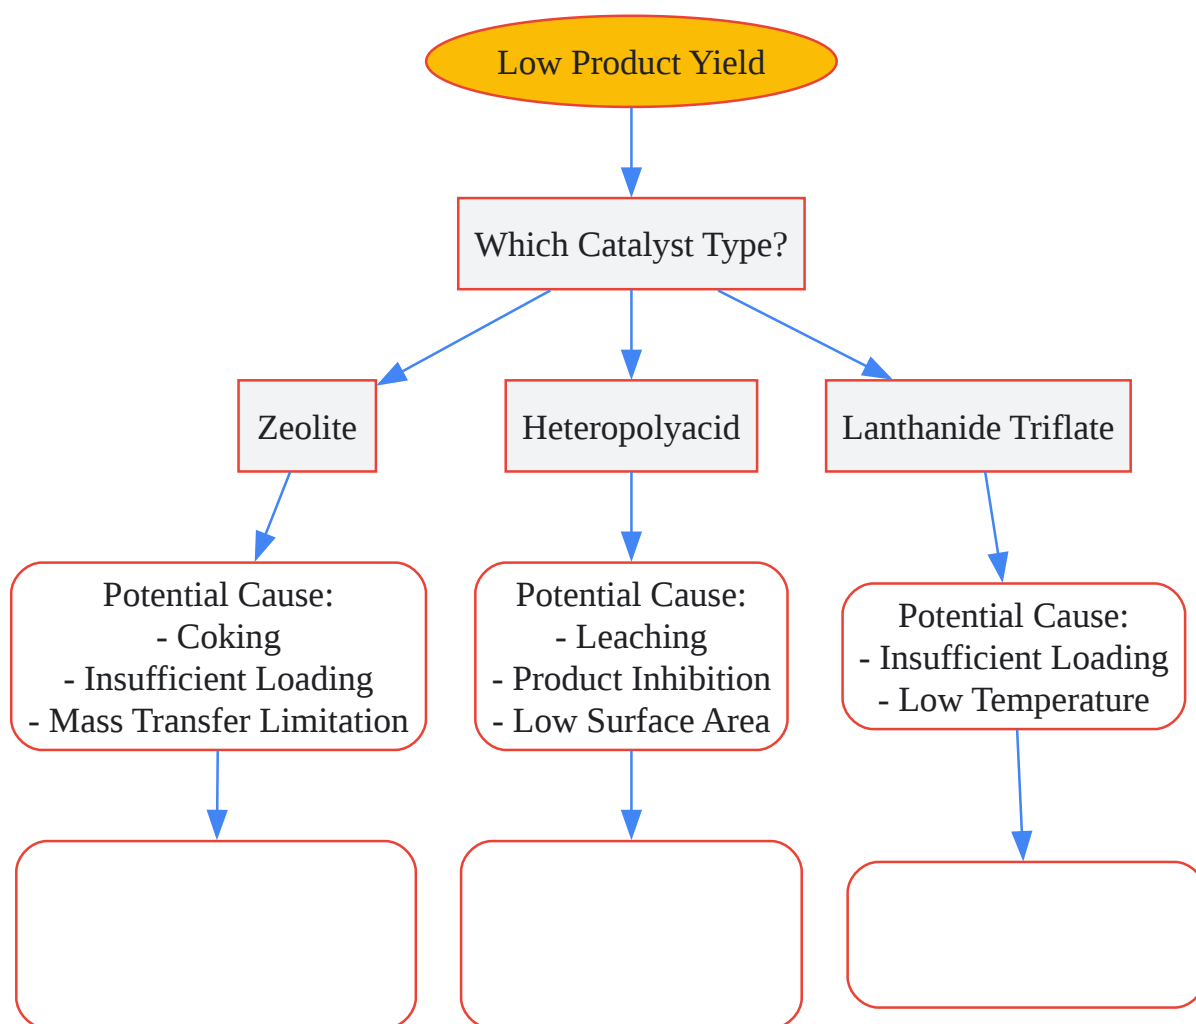 Low Product Yield
Which Catalyst Type?
Zeolite
Heteropolyacid
Lanthanide Triflate
Potential Cause:
- Coking
- Insufficient Loading
- Mass Transfer Limitation
Potential Cause:
- Leaching
- Product Inhibition
- Low Surface Area
Potential Cause:
- Insufficient Loading
- Low Temperature